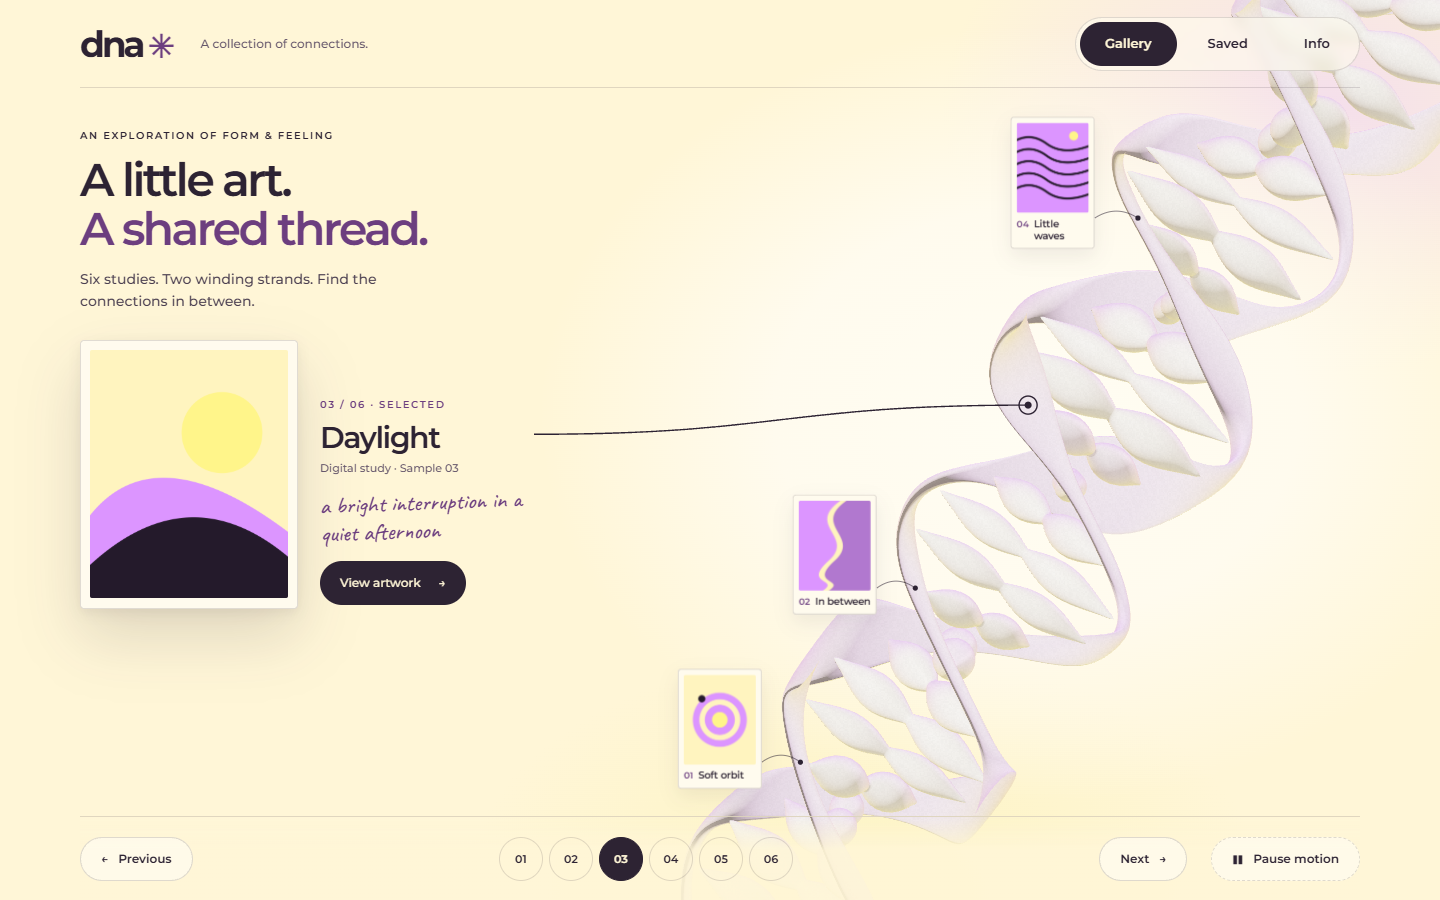 dna
A collection of connections.
Gallery
Saved
Info
AN EXPLORATION OF FORM & FEELING
A little art.
A shared thread.
Six studies. Two winding strands. Find the
connections in between.
03 / 06 · SELECTED
Daylight
Digital study · Sample 03
a bright interruption in a
quiet afternoon
View artwork →
04 Little
waves
02 In between
01 Soft orbit
← Previous
01
02
03
04
05
06
Next →
Pause motion